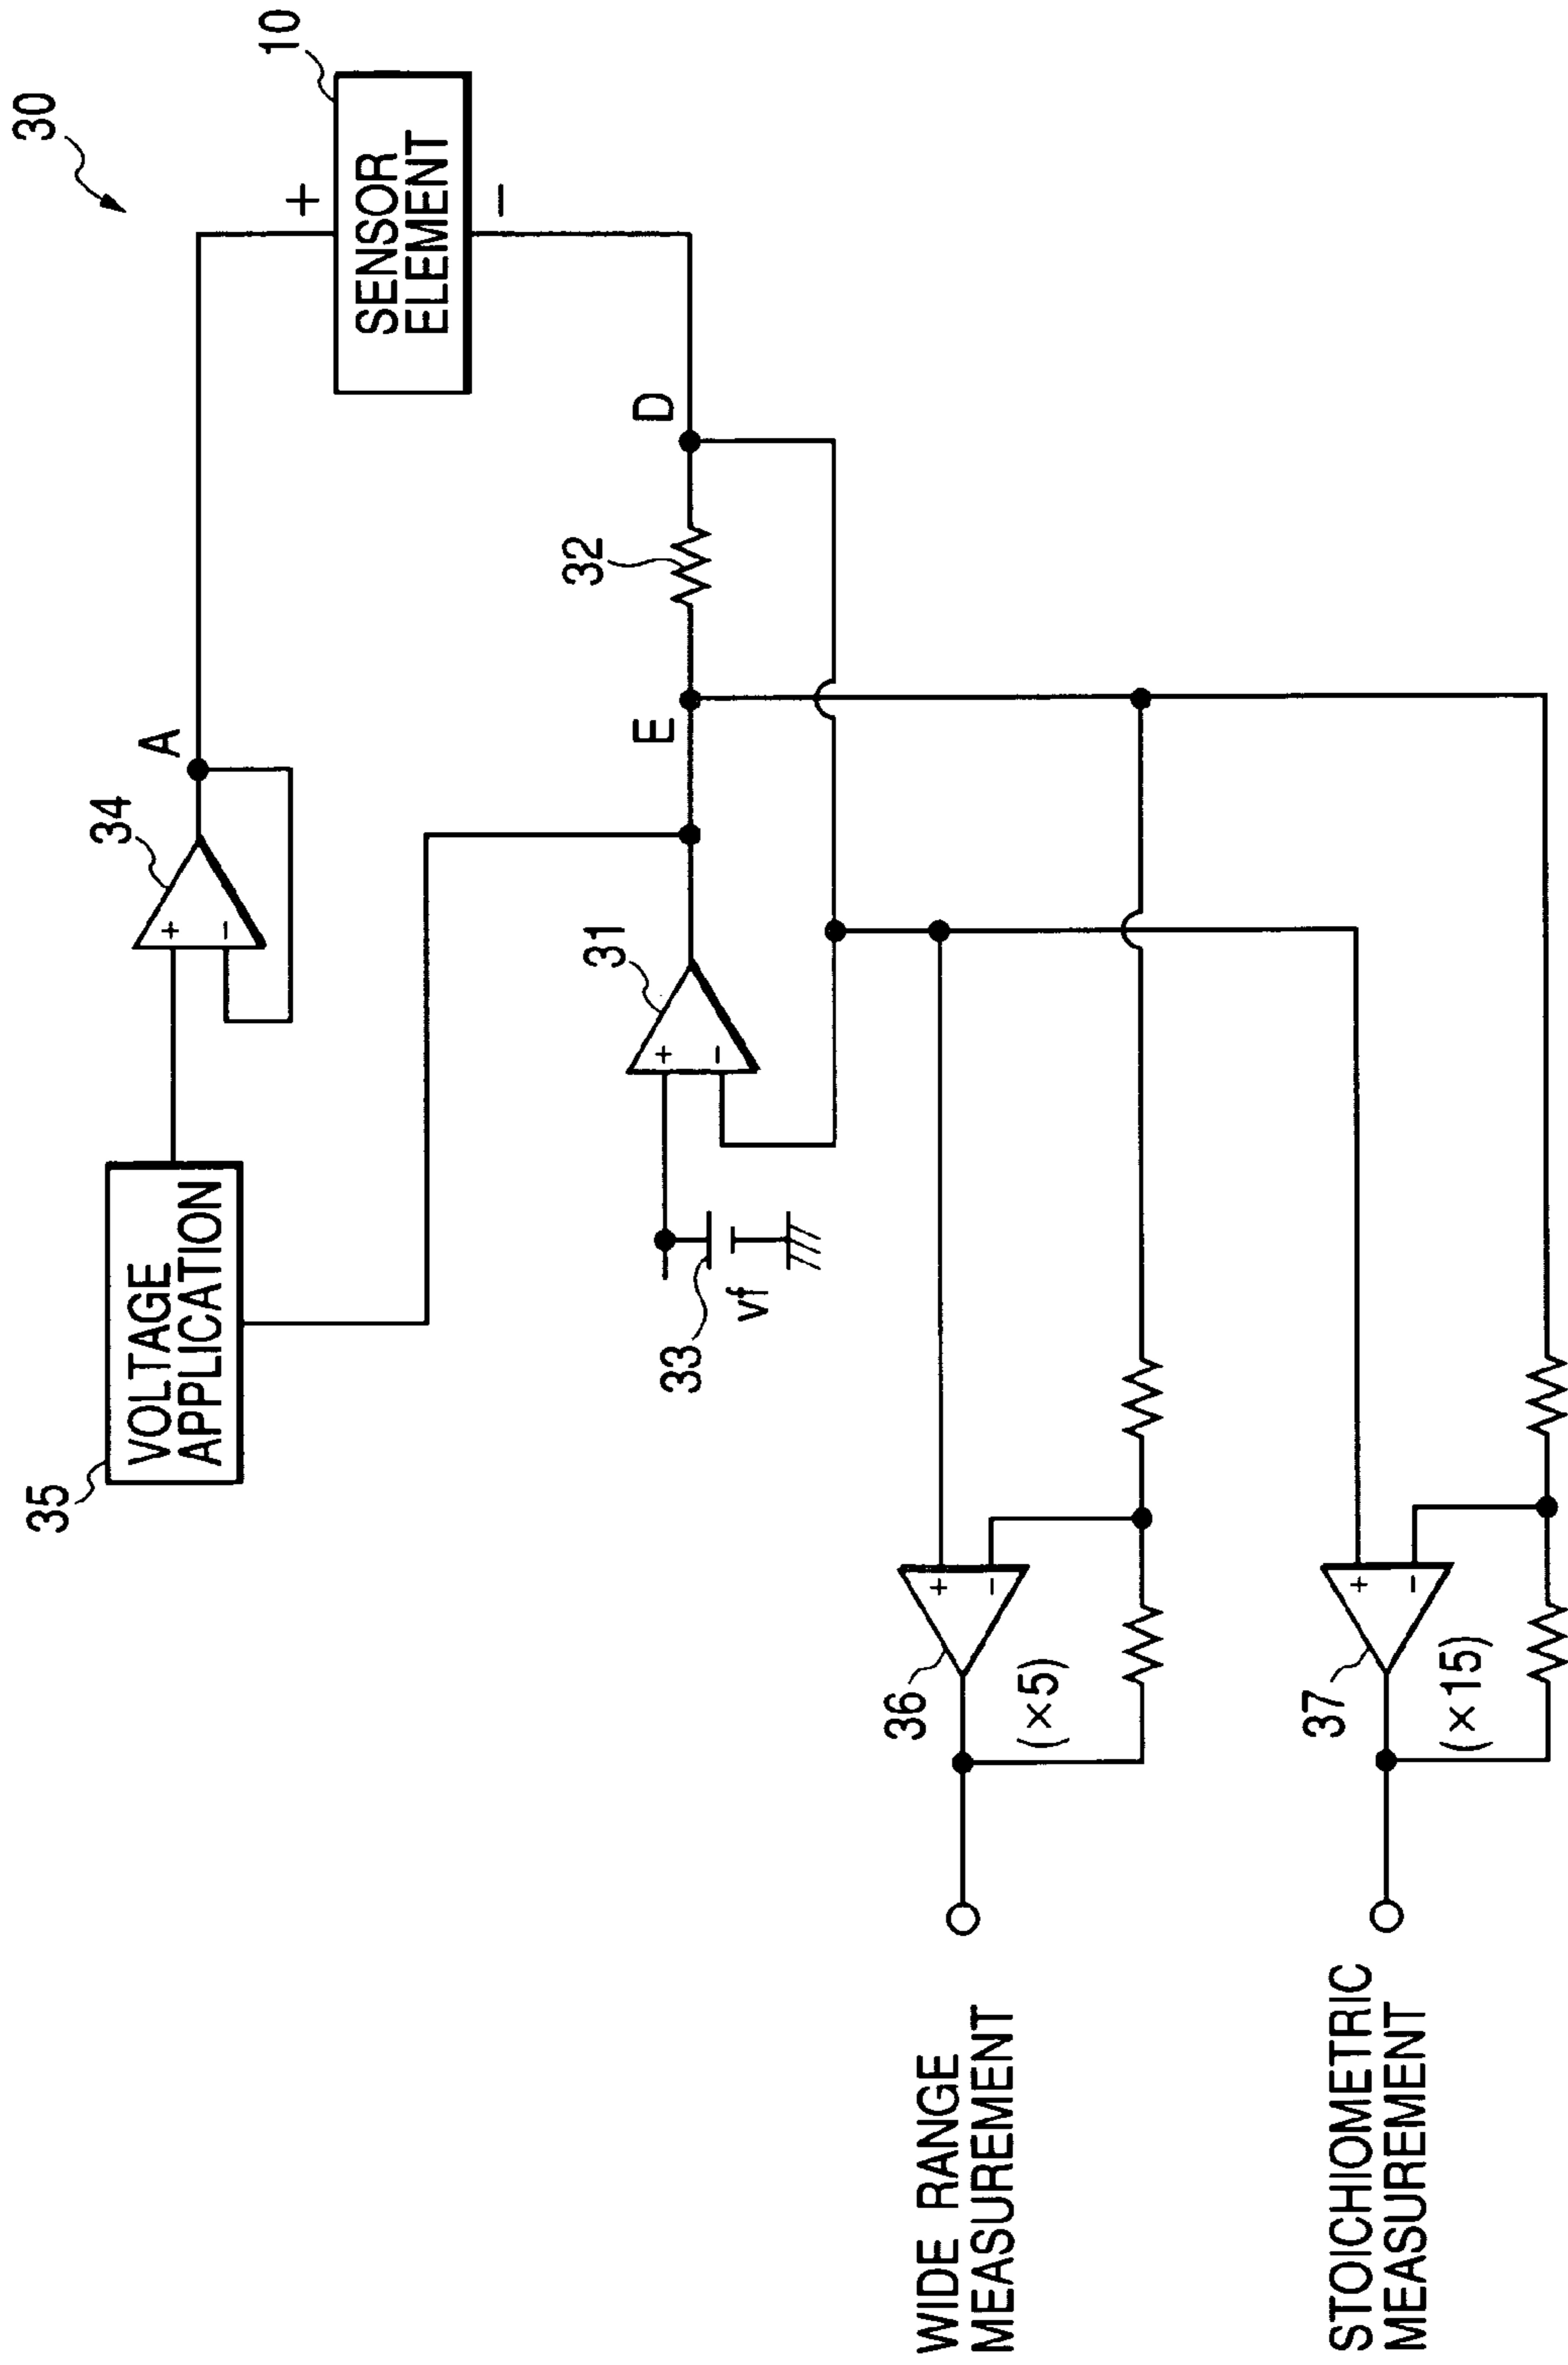 30
10
+
SENSOR
ELEMENT
−
34
A
+
−
35
VOLTAGE
APPLICATION
D
32
E
31
+
−
33
vf
36
+
−
(×5)
WIDE RANGE
MEASUREMENT
37
+
−
(×15)
STOICHIOMETRIC
MEASUREMENT